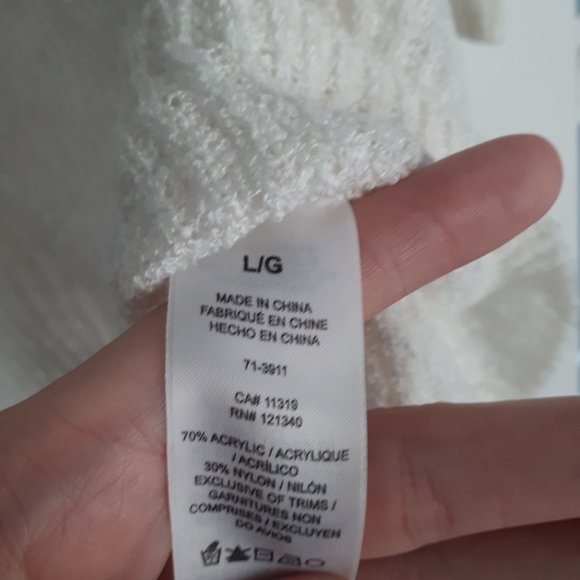 L/G
MADE IN CHINA
FABRIQUÉ EN CHINE
HECHO EN CHINA
71-3911
CA# 11319
RN# 121340
70% ACRYLIC / ACRYLIQUE
/ ACRÍLICO
30% NYLON / NILÓN
EXCLUSIVE OF TRIMS /
GARNITURES NON
COMPRISES / EXCLUYEN
DO AVIOS